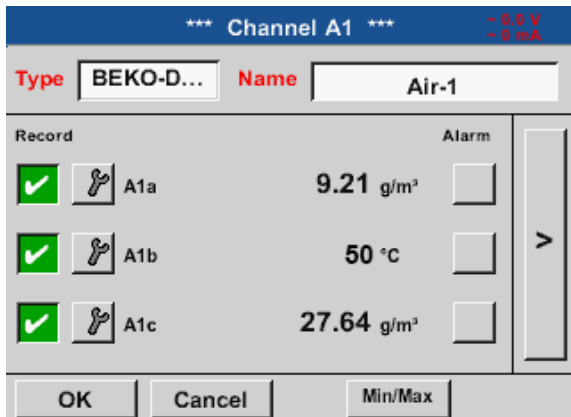 *** Channel A1 ***
~ 0.0 V
~ 0 mA
Type BEKO-D... Name Air-1
Record Alarm
A1a 9.21 g/m³
A1b 50 °C
A1c 27.64 g/m³
>
OK Cancel Min/Max